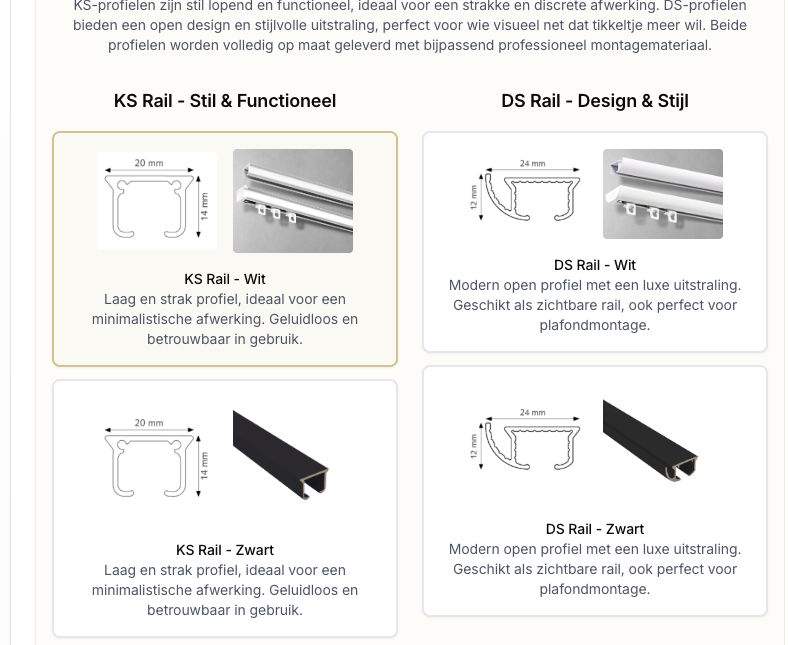 KS-profielen zijn stil lopend en functioneel, ideaal voor een strakke en discrete afwerking. DS-profielen
bieden een open design en stijlvolle uitstraling, perfect voor wie visueel net dat tikkeltje meer wil. Beide
profielen worden volledig op maat geleverd met bijpassend professioneel montagemateriaal.
KS Rail - Stil & Functioneel
20 mm
14 mm
KS Rail - Wit
Laag en strak profiel, ideaal voor een
minimalistische afwerking. Geluidloos en
betrouwbaar in gebruik.
20 mm
14 mm
KS Rail - Zwart
Laag en strak profiel, ideaal voor een
minimalistische afwerking. Geluidloos en
betrouwbaar in gebruik.
DS Rail - Design & Stijl
24 mm
12 mm
DS Rail - Wit
Modern open profiel met een luxe uitstraling.
Geschikt als zichtbare rail, ook perfect voor
plafondmontage.
24 mm
12 mm
DS Rail - Zwart
Modern open profiel met een luxe uitstraling.
Geschikt als zichtbare rail, ook perfect voor
plafondmontage.